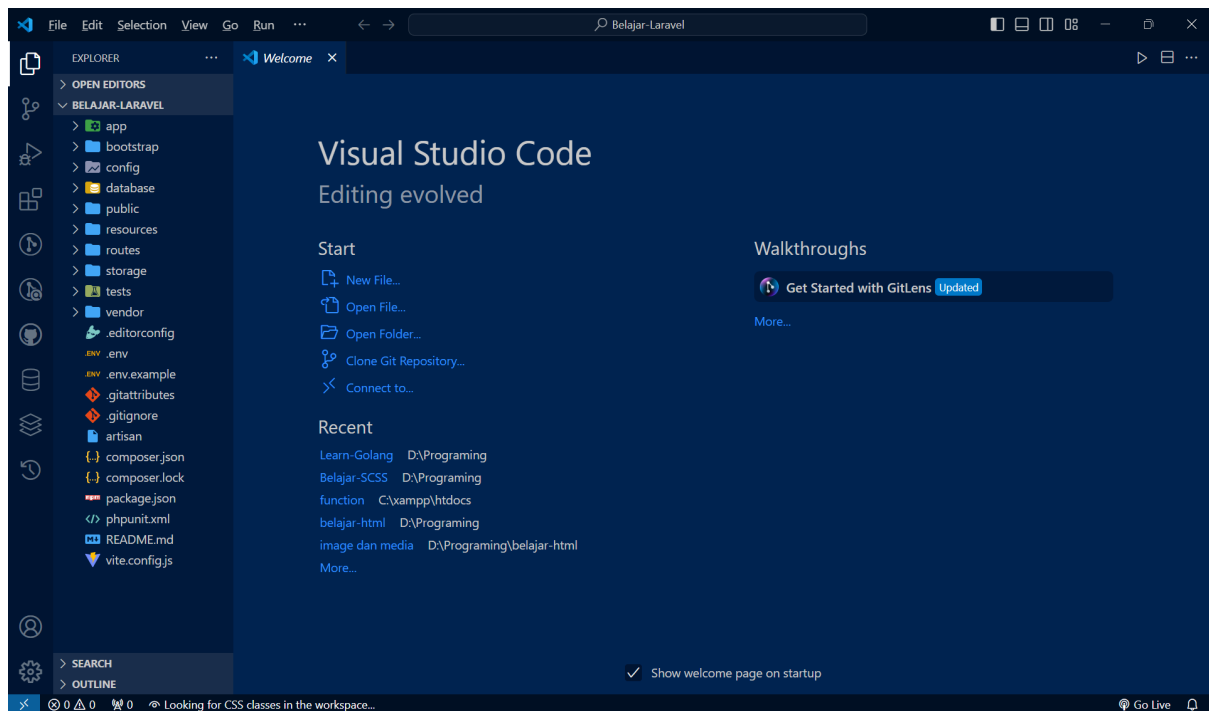 File Edit Selection View Go Run ··· Belajar-Laravel
EXPLORER ···
OPEN EDITORS
BELAJAR-LARAVEL
app
bootstrap
config
database
public
resources
routes
storage
tests
vendor
.editorconfig
.ENV .env
.ENV .env.example
.gitattributes
.gitignore
artisan
{..} composer.json
{..} composer.lock
npm package.json
</> phpunit.xml
README.md
vite.config.js
SEARCH
OUTLINE
Welcome
Visual Studio Code
Editing evolved
Start
New File...
Open File...
Open Folder...
Clone Git Repository...
Connect to...
Recent
Learn-Golang D:\Programing
Belajar-SCSS D:\Programing
function C:\xampp\htdocs
belajar-html D:\Programing
image dan media D:\Programing\belajar-html
More...
Walkthroughs
Get Started with GitLens Updated
More...
Show welcome page on startup
0 0 0 Looking for CSS classes in the workspace... Go Live